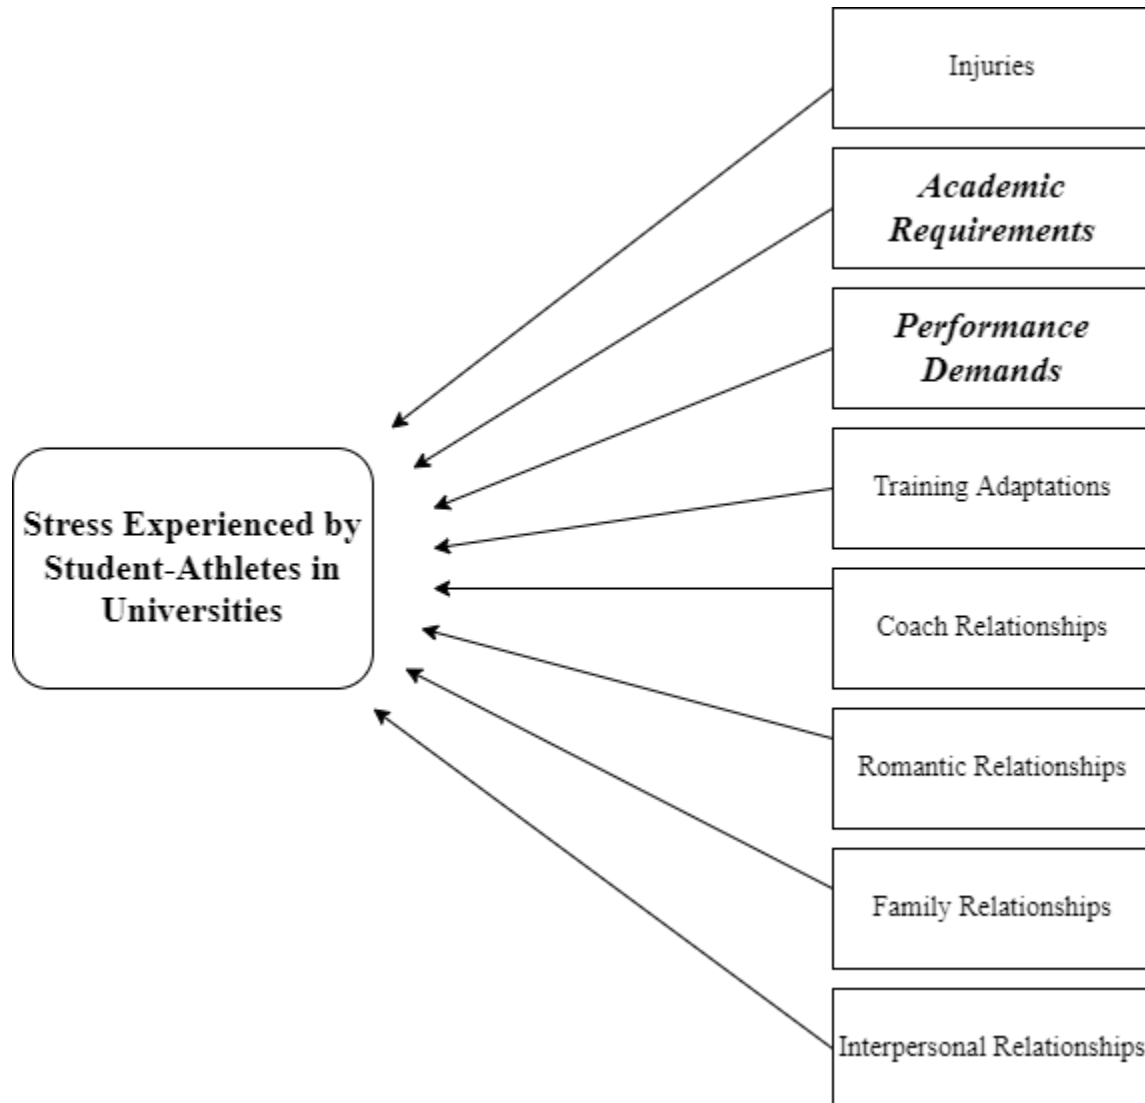 Injuries
Academic
Requirements
Performance
Demands
Stress Experienced by
Student-Athletes in
Universities
Training Adaptations
Coach Relationships
Romantic Relationships
Family Relationships
Interpersonal Relationships